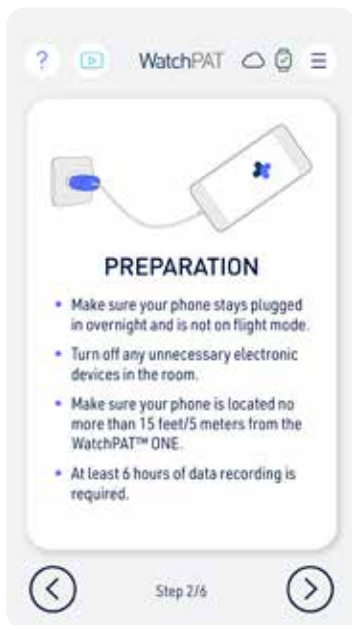 ?
WatchPAT
PREPARATION
• Make sure your phone stays plugged
in overnight and is not on flight mode.
• Turn off any unnecessary electronic
devices in the room.
• Make sure your phone is located no
more than 15 feet/5 meters from the
WatchPAT™ ONE.
• At least 6 hours of data recording is
required.
Step 2/6